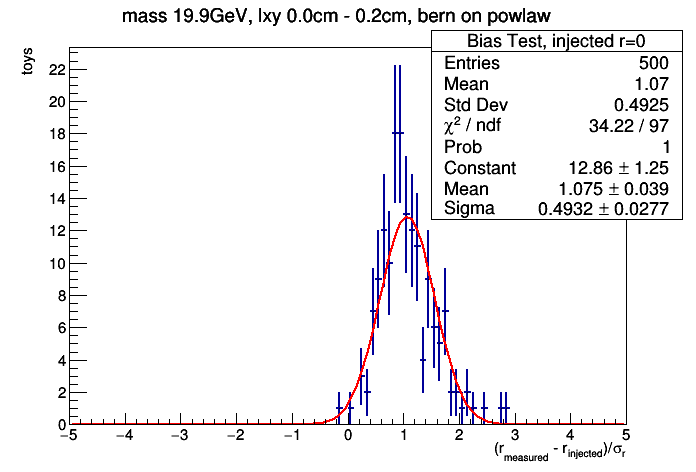 mass 19.9GeV, lxy 0.0cm - 0.2cm, bern on powlaw
Bias Test, injected r=0
Entries 500
Mean 1.07
Std Dev 0.4925
χ² / ndf 34.22 / 97
Prob 1
Constant 12.86 ± 1.25
Mean 1.075 ± 0.039
Sigma 0.4932 ± 0.0277
toys
22
20
18
16
14
12
10
8
6
4
2
0
−5 −4 −3 −2 −1 0 1 2 3 4 5
(r_measured - r_injected)/σ_r